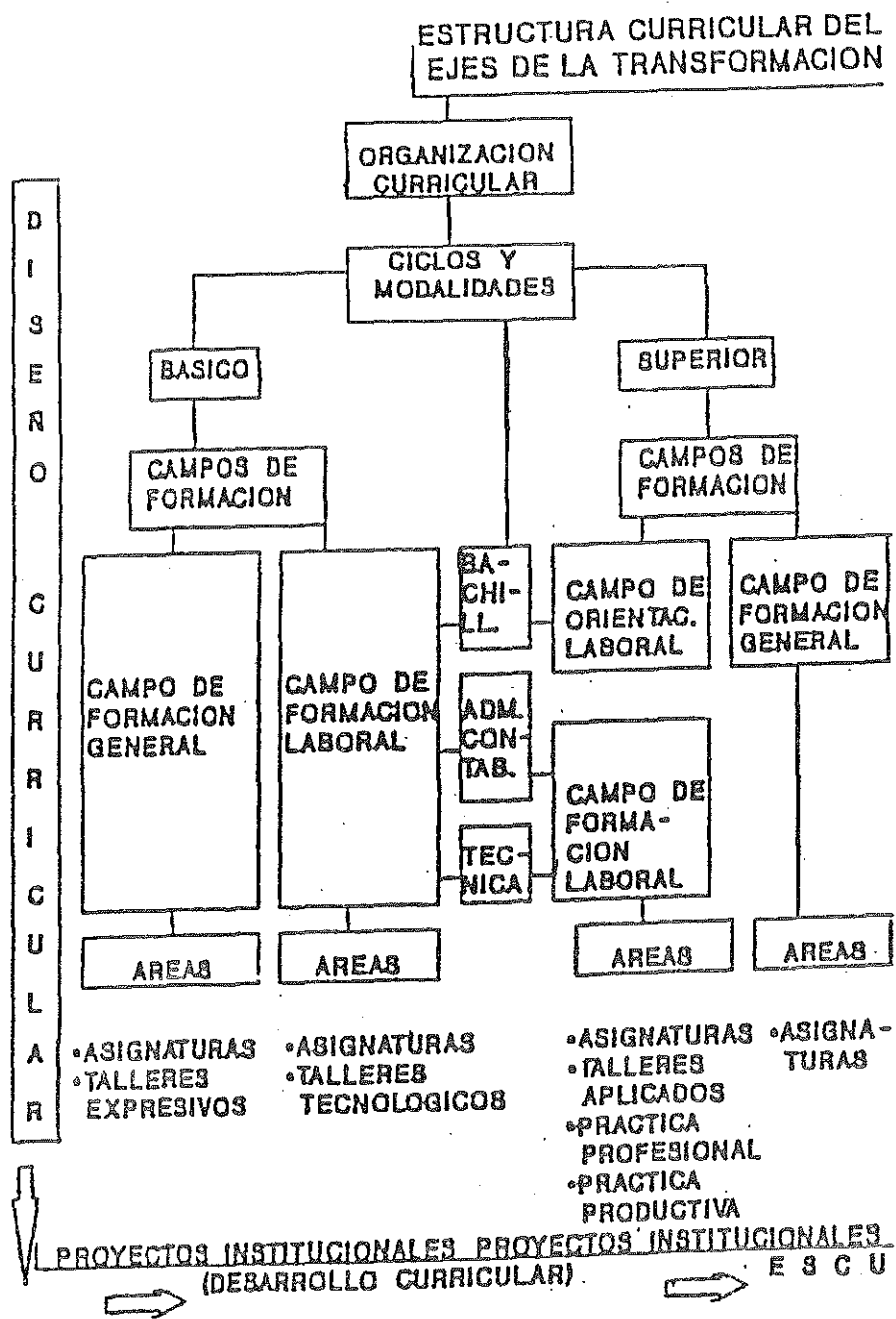 ESTRUCTURA CURRICULAR DEL
EJES DE LA TRANSFORMACION
ORGANIZACION
CURRICULAR
CICLOS Y
MODALIDADES
BASICO
SUPERIOR
CAMPOS DE
FORMACION
CAMPOS DE
FORMACION
CAMPO DE
FORMACION
GENERAL
CAMPO DE
FORMACION
LABORAL
BA-
CHI-
LL.
ADM.
CON-
TAB.
TEC-
NICA
CAMPO DE
ORIENTAC.
LABORAL
CAMPO DE
FORMA-
CION
LABORAL
CAMPO DE
FORMACION
GENERAL
AREAS
AREAS
AREAS
AREAS
•ASIGNATURAS
•TALLERES
EXPRESIVOS
•ASIGNATURAS
•TALLERES
TECNOLOGICOS
•ASIGNATURAS
•TALLERES
APLICADOS
•PRACTICA
PROFESIONAL
•PRACTICA
PRODUCTIVA
•ASIGNA-
TURAS
DISENO CURRICULAR
PROYECTOS INSTITUCIONALES PROYECTOS INSTITUCIONALES
(DESARROLLO CURRICULAR)
E S C U